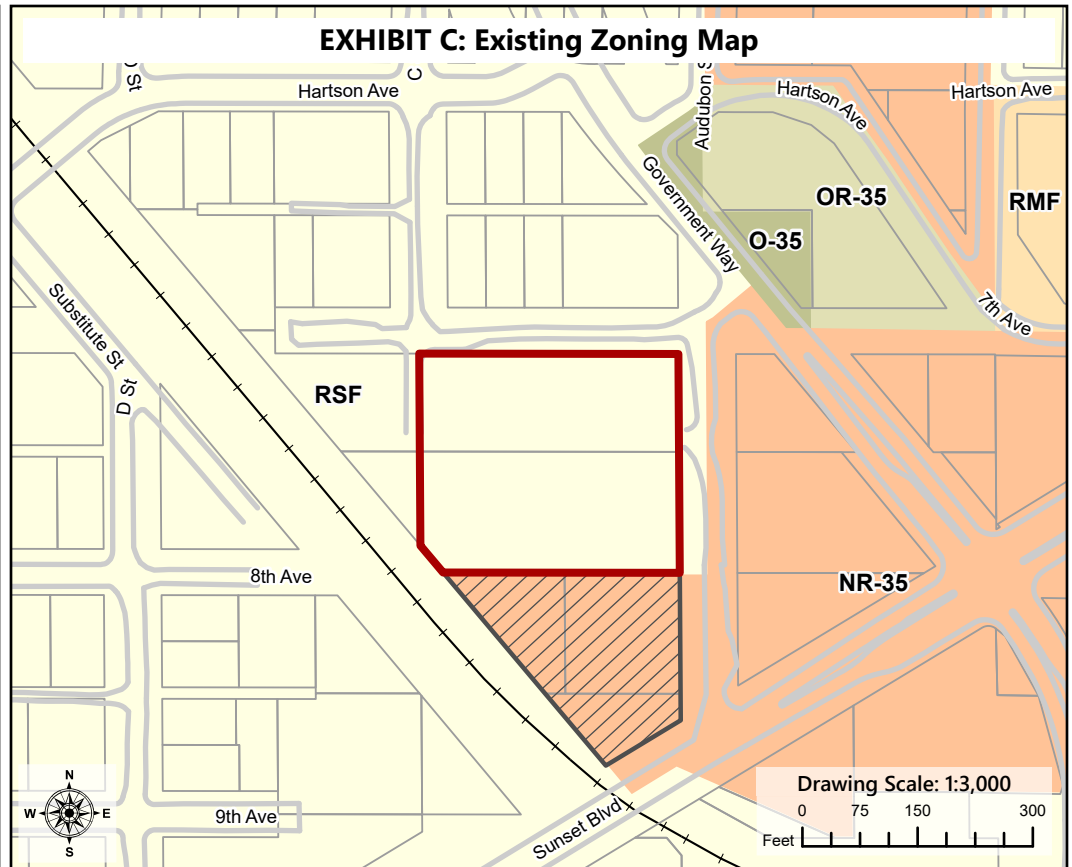 EXHIBIT C: Existing Zoning Map
St
C
Hartson Ave
Audubon S
Hartson Ave
Hartson Ave
Government Way
OR-35
RMF
O-35
7th Ave
Substitute St
D St
RSF
8th Ave
NR-35
9th Ave
Sunset Blvd
N
W
E
S
Drawing Scale: 1:3,000
0 75 150 300
Feet